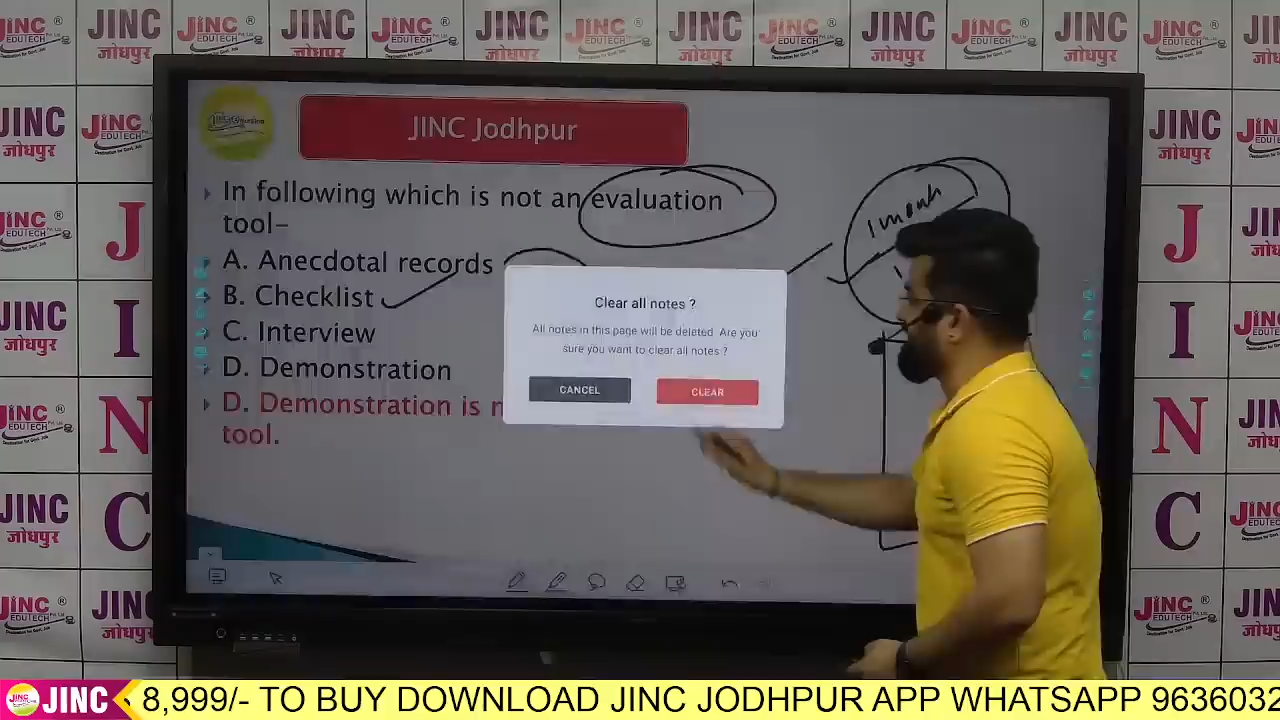 JINC Jodhpur
In following which is not an evaluation
tool-
A. Anecdotal records
B. Checklist
C. Interview
D. Demonstration
D. Demonstration is
tool.
1 month
Clear all notes ?
All notes in this page will be deleted. Are you
sure you want to clear all notes ?
CANCEL
CLEAR
JINC
EDUTECH
जोधपुर
J
I
N
C
J
I
N
C
JINC
8,999/- TO BUY DOWNLOAD JINC JODHPUR APP WHATSAPP 9636032